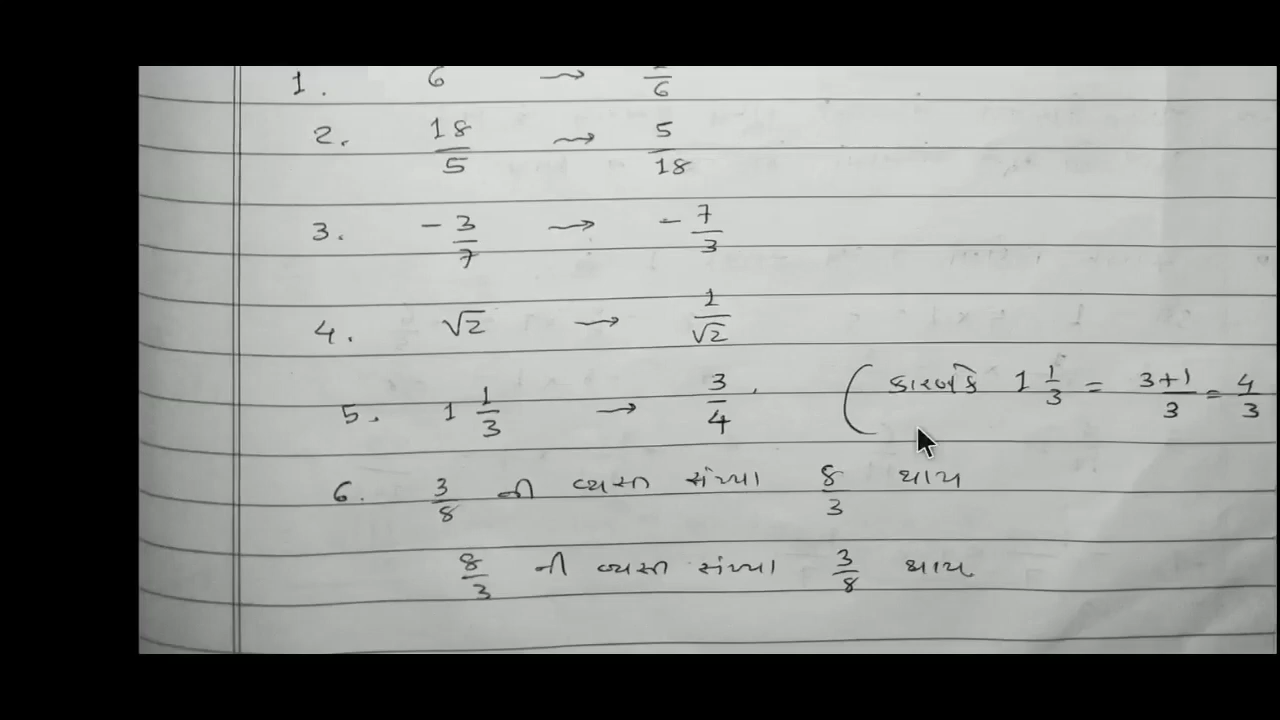 1. 6 → 1/6
2. 18/5 → 5/18
3. - 3/7 → - 7/3
4. √2 → 1/√2
5. 1 1/3 → 3/4 . ( કારણકે 1 1/3 = 3+1/3 = 4/3
6. 3/8 ની વ્યસ્ત સંખ્યા 8/3 થાય
8/3 ની વ્યસ્ત સંખ્યા 3/8 થાય